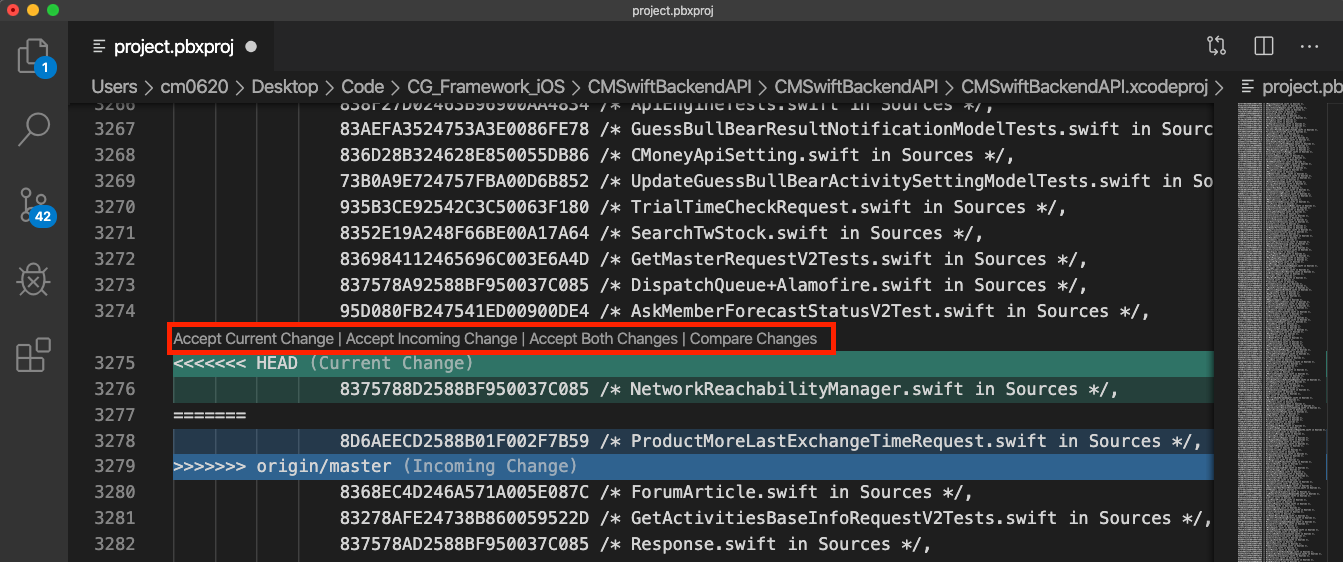 project.pbxproj
project.pbxproj
1
Users > cm0620 > Desktop > Code > CG_Framework_iOS > CMSwiftBackendAPI > CMSwiftBackendAPI > CMSwiftBackendAPI.xcodeproj > project.pb
3266 838F27D02463B96900AA4834 /* ApiEngineTests.swift in Sources */,
3267 83AEFA3524753A3E0086FE78 /* GuessBullBearResultNotificationModelTests.swift in Sourc
3268 836D28B324628E850055DB86 /* CMoneyApiSetting.swift in Sources */,
3269 73B0A9E724757FBA00D6B852 /* UpdateGuessBullBearActivitySettingModelTests.swift in So
42
3270 935B3CE92542C3C50063F180 /* TrialTimeCheckRequest.swift in Sources */,
3271 8352E19A248F66BE00A17A64 /* SearchTwStock.swift in Sources */,
3272 836984112465696C003E6A4D /* GetMasterRequestV2Tests.swift in Sources */,
3273 837578A92588BF950037C085 /* DispatchQueue+Alamofire.swift in Sources */,
3274 95D080FB247541ED00900DE4 /* AskMemberForecastStatusV2Test.swift in Sources */,
Accept Current Change | Accept Incoming Change | Accept Both Changes | Compare Changes
3275 <<<<<<< HEAD (Current Change)
3276 8375788D2588BF950037C085 /* NetworkReachabilityManager.swift in Sources */,
3277 =======
3278 8D6AEECD2588B01F002F7B59 /* ProductMoreLastExchangeTimeRequest.swift in Sources */,
3279 >>>>>>> origin/master (Incoming Change)
3280 8368EC4D246A571A005E087C /* ForumArticle.swift in Sources */,
3281 83278AFE24738B860059522D /* GetActivitiesBaseInfoRequestV2Tests.swift in Sources */,
3282 837578AD2588BF950037C085 /* Response.swift in Sources */,